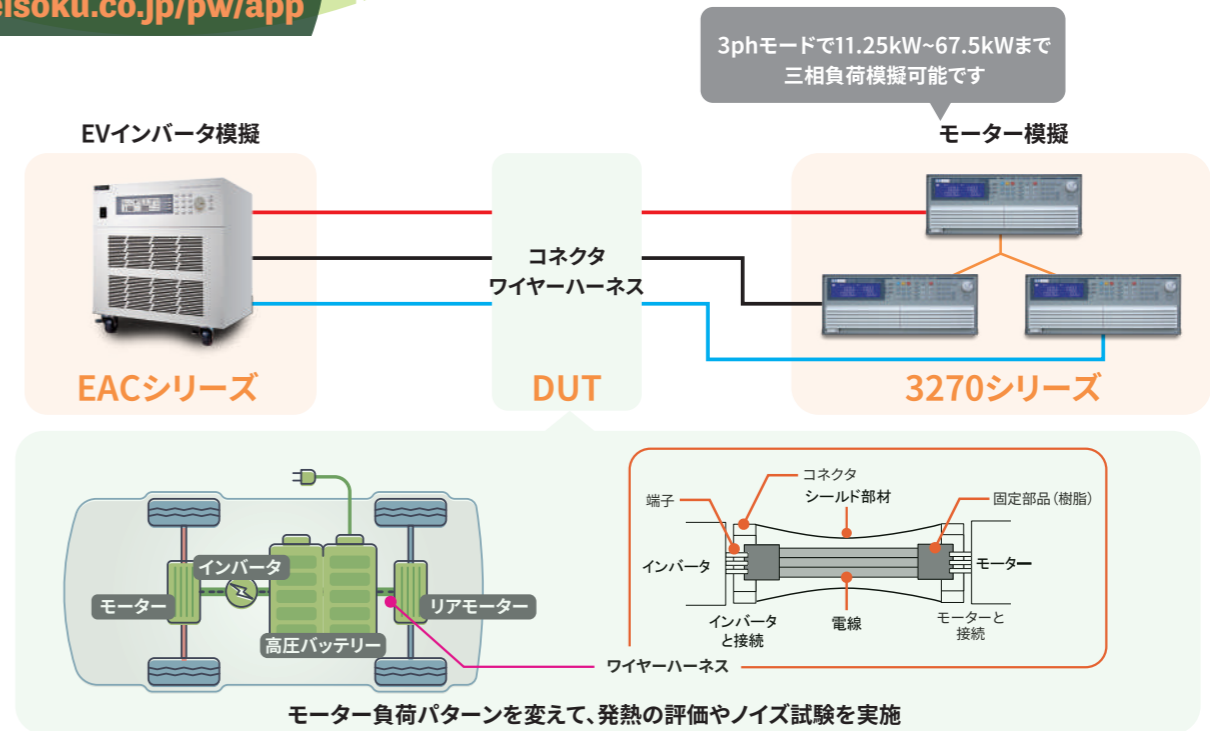 eisoku.co.jp/pw/app
3phモードで11.25kW~67.5kWまで
三相負荷模擬可能です
EVインバータ模擬
モーター模擬
コネクタ
ワイヤーハーネス
EACシリーズ
DUT
3270シリーズ
インバータ
モーター
リアモーター
高圧バッテリー
コネクタ
シールド部材
端子
固定部品（樹脂）
インバータ
モーター
インバータ
と接続
電線
モーターと
接続
ワイヤーハーネス
モーター負荷パターンを変えて、発熱の評価やノイズ試験を実施